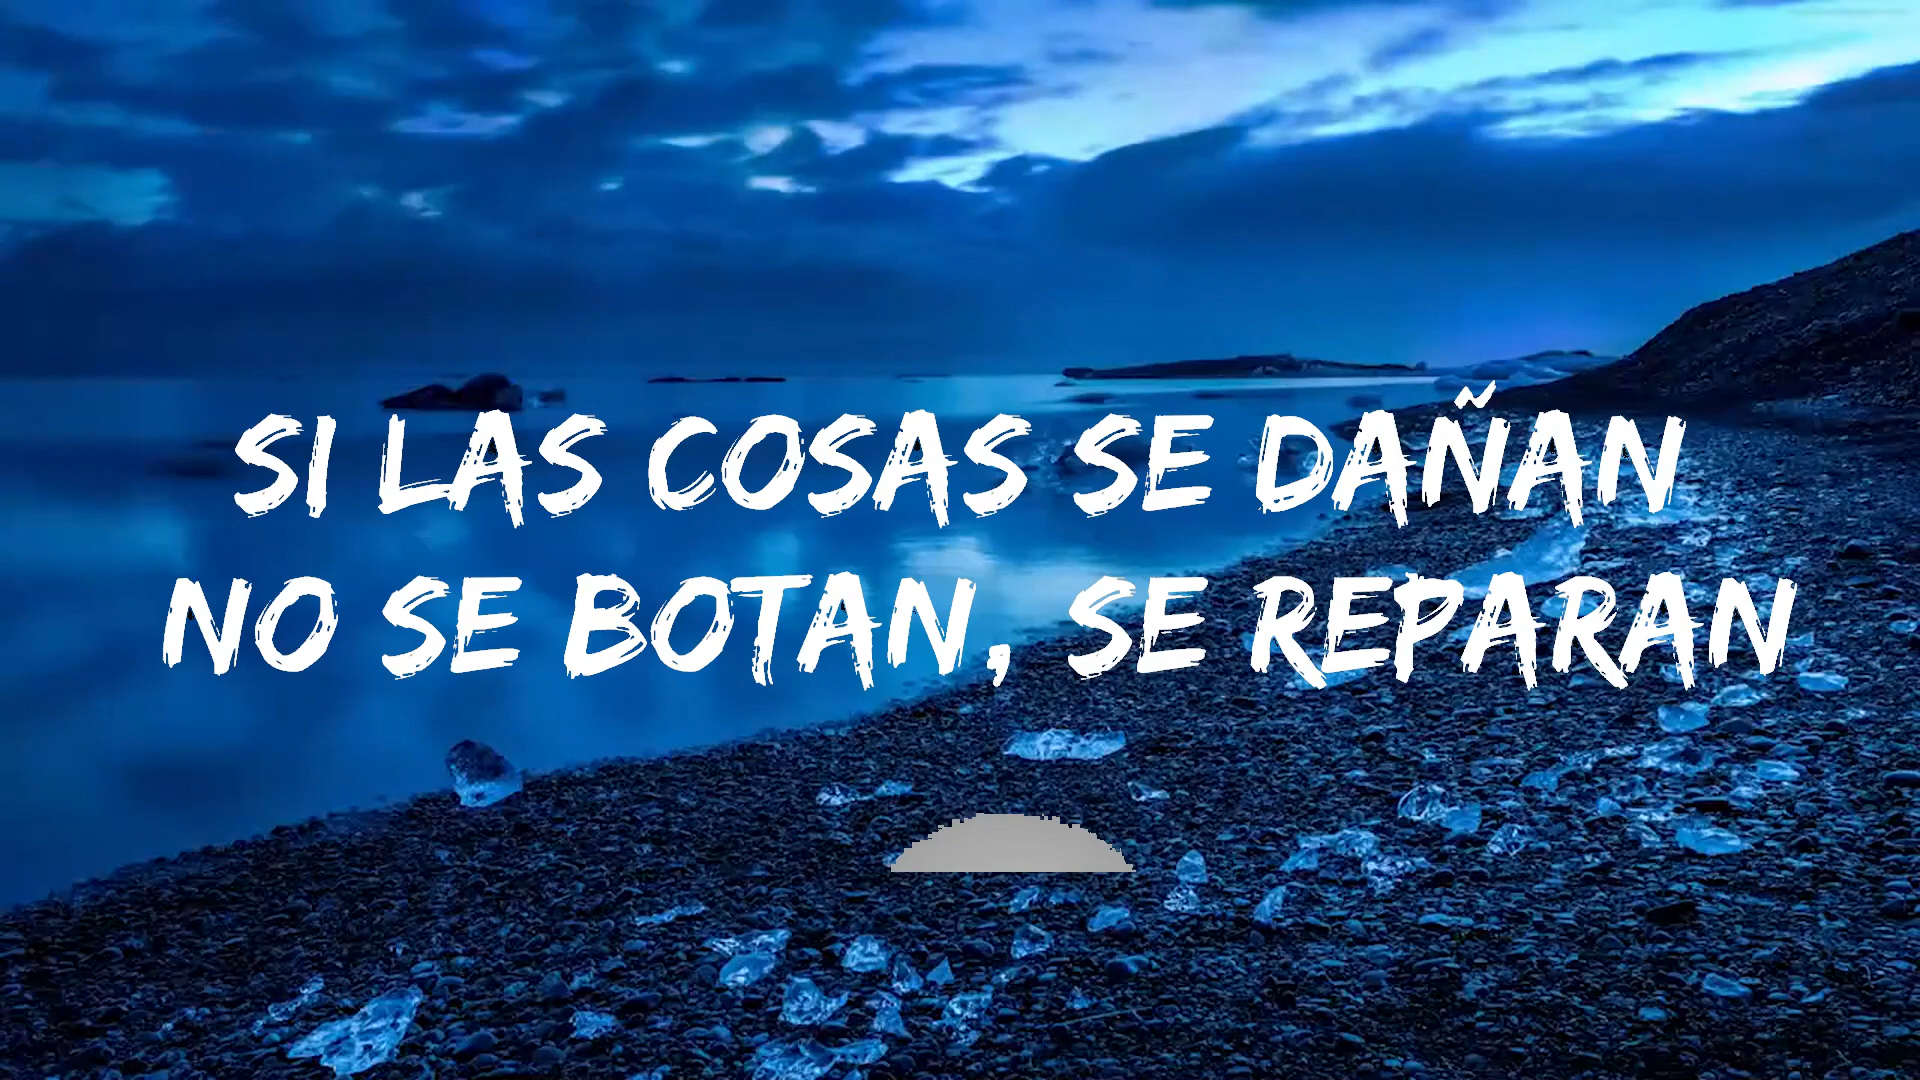 SI LAS COSAS SE DAÑAN
NO SE BOTAN, SE REPARAN